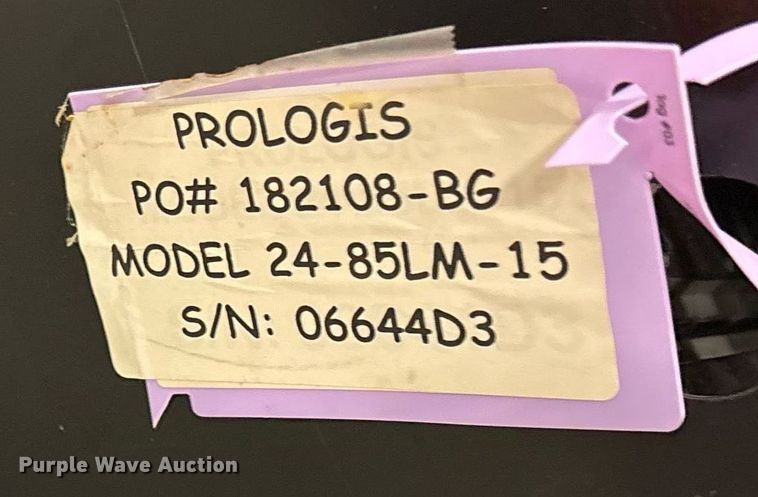 PROLOGIS
PO# 182108-BG
MODEL 24-85LM-15
S/N: 06644D3
Purple Wave Auction